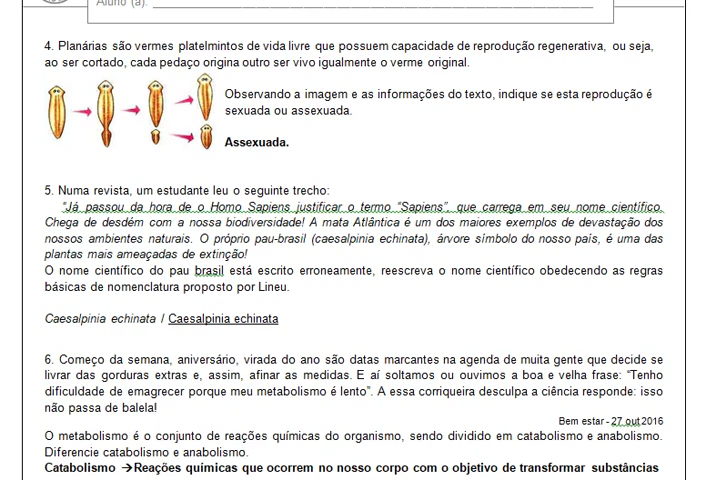 Aluno (a): ________________________________________________
4. Planárias são vermes platelmintos de vida livre que possuem capacidade de reprodução regenerativa, ou seja,
ao ser cortado, cada pedaço origina outro ser vivo igualmente o verme original.
Observando a imagem e as informações do texto, indique se esta reprodução é
sexuada ou assexuada.
Assexuada.
5. Numa revista, um estudante leu o seguinte trecho:
"Já passou da hora de o Homo Sapiens justificar o termo "Sapiens", que carrega em seu nome científico.
Chega de desdém com a nossa biodiversidade! A mata Atlântica é um dos maiores exemplos de devastação dos
nossos ambientes naturais. O próprio pau-brasil (caesalpinia echinata), árvore símbolo do nosso país, é uma das
plantas mais ameaçadas de extinção!
O nome científico do pau brasil está escrito erroneamente, reescreva o nome científico obedecendo as regras
básicas de nomenclatura proposto por Lineu.
Caesalpinia echinata / Caesalpinia echinata
6. Começo da semana, aniversário, virada do ano são datas marcantes na agenda de muita gente que decide se
livrar das gorduras extras e, assim, afinar as medidas. E aí soltamos ou ouvimos a boa e velha frase: "Tenho
dificuldade de emagrecer porque meu metabolismo é lento". A essa corriqueira desculpa a ciência responde: isso
não passa de balela!
Bem estar - 27 out 2016
O metabolismo é o conjunto de reações químicas do organismo, sendo dividido em catabolismo e anabolismo.
Diferencie catabolismo e anabolismo.
Catabolismo →Reações químicas que ocorrem no nosso corpo com o objetivo de transformar substâncias